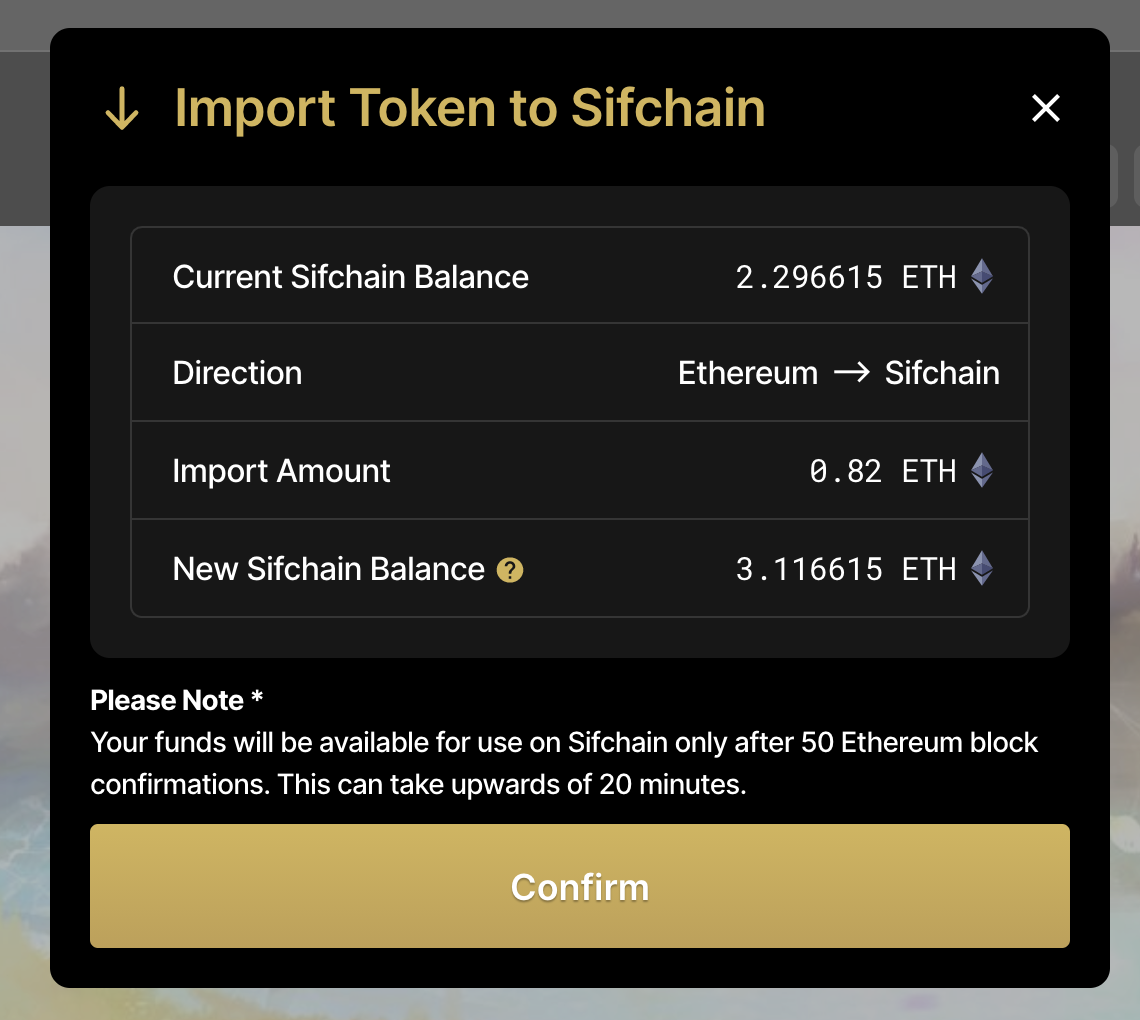 Import Token to Sifchain
Current Sifchain Balance 2.296615 ETH
Direction Ethereum → Sifchain
Import Amount 0.82 ETH
New Sifchain Balance ? 3.116615 ETH
Please Note *
Your funds will be available for use on Sifchain only after 50 Ethereum block
confirmations. This can take upwards of 20 minutes.
Confirm